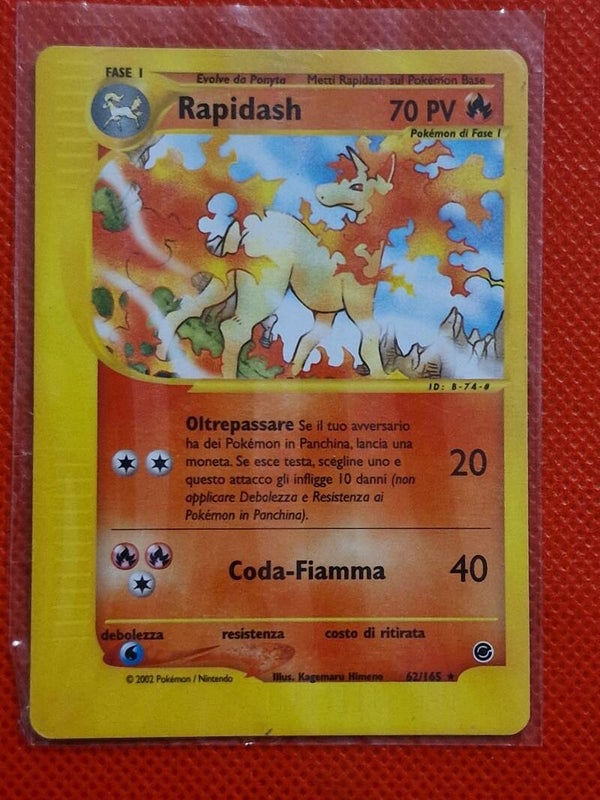 FASE 1
Evolve da Ponyta Metti Rapidash sul Pokémon Base
Rapidash 70 PV
Pokémon di Fase 1
ID: B-74-8
Oltrepassare Se il tuo avversario
ha dei Pokémon in Panchina, lancia una
moneta. Se esce testa, scegline uno e
questo attacco gli infligge 10 danni (non
applicare Debolezza e Resistenza ai
Pokémon in Panchina).
20
Coda-Fiamma 40
debolezza resistenza costo di ritirata
© 2002 Pokémon / Nintendo Illus. Kagemaru Himeno 62/165 ★